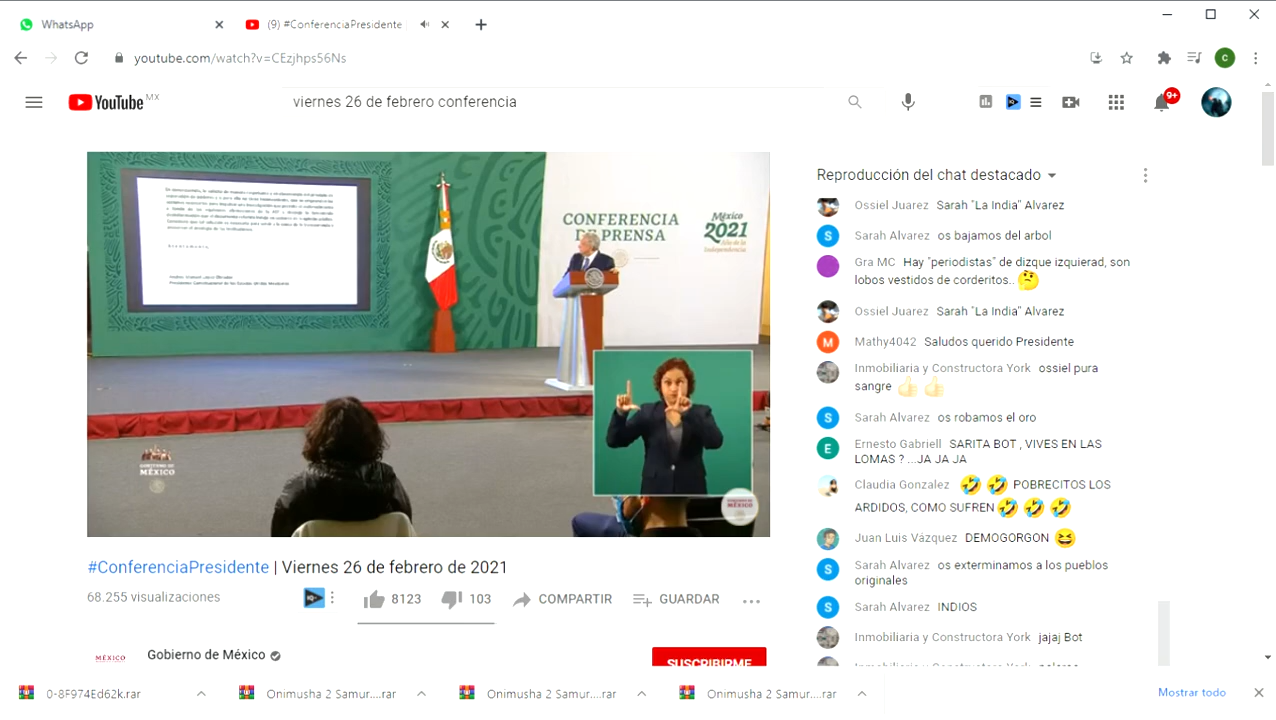 WhatsApp
(9) #ConferenciaPresidente
youtube.com/watch?v=CEzjhps56Ns
YouTube MX
viernes 26 de febrero conferencia
9+
C
CONFERENCIA
DE PRENSA
México
2021
Año de la
Independencia
GOBIERNO DE
MÉXICO
#ConferenciaPresidente | Viernes 26 de febrero de 2021
68.255 visualizaciones
8123
103
COMPARTIR
GUARDAR
MÉXICO
Gobierno de México
SUSCRIBIRME
Reproducción del chat destacado
Ossiel Juarez Sarah "La India" Alvarez
S Sarah Alvarez os bajamos del arbol
Gra MC Hay "periodistas" de dizque izquierad, son
lobos vestidos de corderitos.. 🤔
Ossiel Juarez Sarah "La India" Alvarez
M Mathy4042 Saludos querido Presidente
Inmobiliaria y Constructora York ossiel pura
sangre 👍 👍
S Sarah Alvarez os robamos el oro
E Ernesto Gabriell SARITA BOT , VIVES EN LAS
LOMAS ? ...JA JA JA
Claudia Gonzalez 🤣 🤣 POBRECITOS LOS
ARDIDOS, COMO SUFREN 🤣 🤣 🤣
Juan Luis Vázquez DEMOGORGON 😆
S Sarah Alvarez os exterminamos a los pueblos
originales
S Sarah Alvarez INDIOS
Inmobiliaria y Constructora York jajaj Bot
0-8F974Ed62k.rar
Onimusha 2 Samur....rar
Onimusha 2 Samur....rar
Onimusha 2 Samur....rar
Mostrar todo